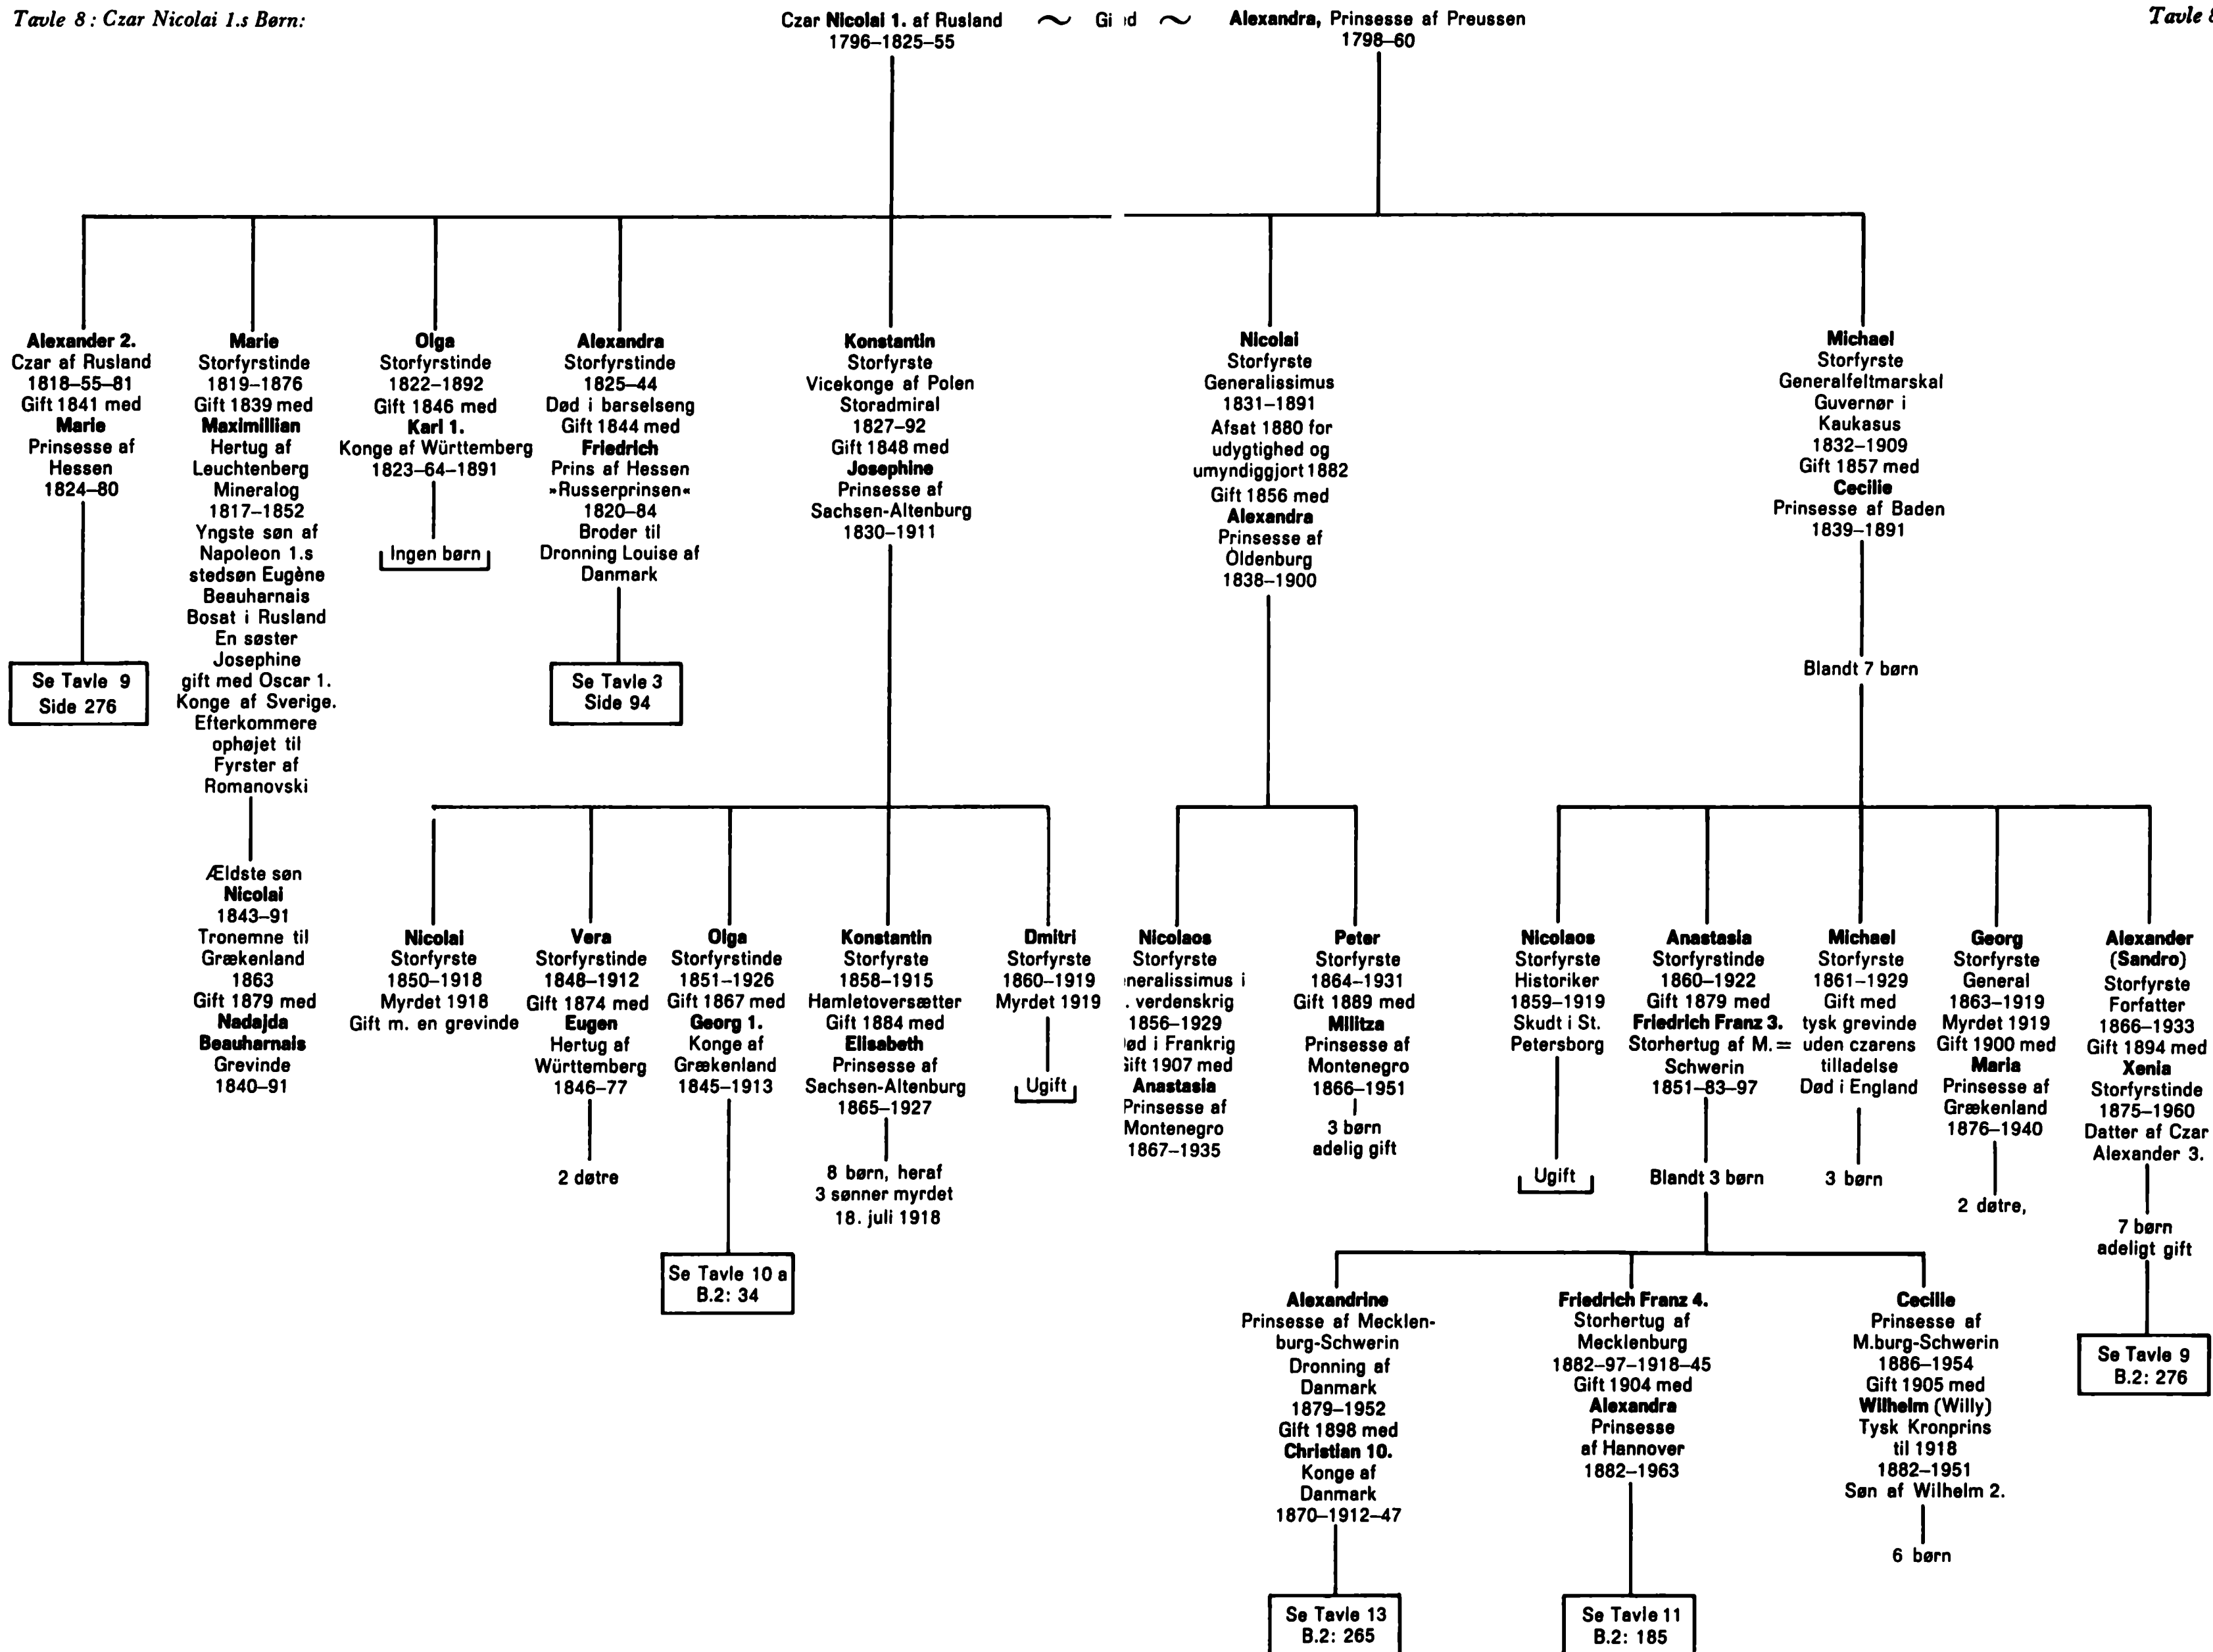 Tavle 8: Czar Nicolai 1.s Børn:
Czar Nicolai 1. af Rusland
1796–1825–55
Alexandra, Prinsesse af Preussen
1798–60
Tavle 8
Alexander 2.
Czar af Rusland
1818–55–81
Gift 1841 med
Marie
Prinsesse af
Hessen
1824–80
Se Tavle 9
Side 276
Marie
Storfyrstinde
1819–1876
Gift 1839 med
Maximillian
Hertug af
Leuchtenberg
Mineralog
1817–1852
Yngste søn af
Napoleon 1.s
stedsøn Eugène
Beauharnais
Bosat i Rusland
En søster
Josephine
gift med Oscar 1.
Konge af Sverige.
Efterkommere
ophøjet til
Fyrster af
Romanovski
Ældste søn
Nicolai
1843–91
Tronemne til
Grækenland
1863
Gift 1879 med
Nadajda
Beauharnais
Grevinde
1840–91
Olga
Storfyrstinde
1822–1892
Gift 1846 med
Karl 1.
Konge af Württemberg
1823–64–1891
Ingen børn
Alexandra
Storfyrstinde
1825–44
Død i barselseng
Gift 1844 med
Friedrich
Prins af Hessen
»Russerprinsen«
1820–84
Broder til
Dronning Louise af
Danmark
Se Tavle 3
Side 94
Konstantin
Storfyrste
Vicekonge af Polen
Storadmiral
1827–92
Gift 1848 med
Josephine
Prinsesse af
Sachsen-Altenburg
1830–1911
Nicolai
Storfyrste
1850–1918
Myrdet 1918
Gift m. en grevinde
Vera
Storfyrstinde
1848–1912
Gift 1874 med
Eugen
Hertug af
Württemberg
1846–77
2 døtre
Olga
Storfyrstinde
1851–1926
Gift 1867 med
Georg 1.
Konge af
Grækenland
1845–1913
Se Tavle 10 a
B.2: 34
Konstantin
Storfyrste
1858–1915
Hamletoversætter
Gift 1884 med
Elisabeth
Prinsesse af
Sachsen-Altenburg
1865–1927
8 børn, heraf
3 sønner myrdet
18. juli 1918
Dmitri
Storfyrste
1860–1919
Myrdet 1919
Ugift
Nicolai
Storfyrste
Generalissimus
1831–1891
Afsat 1880 for
udygtighed og
umyndiggjort 1882
Gift 1856 med
Alexandra
Prinsesse af
Oldenburg
1838–1900
Nicolaos
Storfyrste
neralissimus i
. verdenskrig
1856–1929
ød i Frankrig
Gift 1907 med
Anastasia
Prinsesse af
Montenegro
1867–1935
Peter
Storfyrste
1864–1931
Gift 1889 med
Militza
Prinsesse af
Montenegro
1866–1951
3 børn
adelig gift
Michael
Storfyrste
Generalfeltmarskal
Guvernør i
Kaukasus
1832–1909
Gift 1857 med
Cecilie
Prinsesse af Baden
1839–1891
Blandt 7 børn
Nicolaos
Storfyrste
Historiker
1859–1919
Skudt i St.
Petersborg
Ugift
Anastasia
Storfyrstinde
1860–1922
Gift 1879 med
Friedrich Franz 3.
Storhertug af M.=
Schwerin
1851–83–97
Blandt 3 børn
Alexandrine
Prinsesse af Mecklen-
burg-Schwerin
Dronning af
Danmark
1879–1952
Gift 1898 med
Christian 10.
Konge af
Danmark
1870–1912–47
Se Tavle 13
B.2: 265
Friedrich Franz 4.
Storhertug af
Mecklenburg
1882–97–1918–45
Gift 1904 med
Alexandra
Prinsesse
af Hannover
1882–1963
Se Tavle 11
B.2: 185
Cecilie
Prinsesse af
M.burg-Schwerin
1886–1954
Gift 1905 med
Wilhelm (Willy)
Tysk Kronprins
til 1918
1882–1951
Søn af Wilhelm 2.
6 børn
Michael
Storfyrste
1861–1929
Gift med
tysk grevinde
uden czarens
tilladelse
Død i England
3 børn
Georg
Storfyrste
General
1863–1919
Myrdet 1919
Gift 1900 med
Maria
Prinsesse af
Grækenland
1876–1940
2 døtre,
Alexander
(Sandro)
Storfyrste
Forfatter
1866–1933
Gift 1894 med
Xenia
Storfyrstinde
1875–1960
Datter af Czar
Alexander 3.
7 børn
adeligt gift
Se Tavle 9
B.2: 276